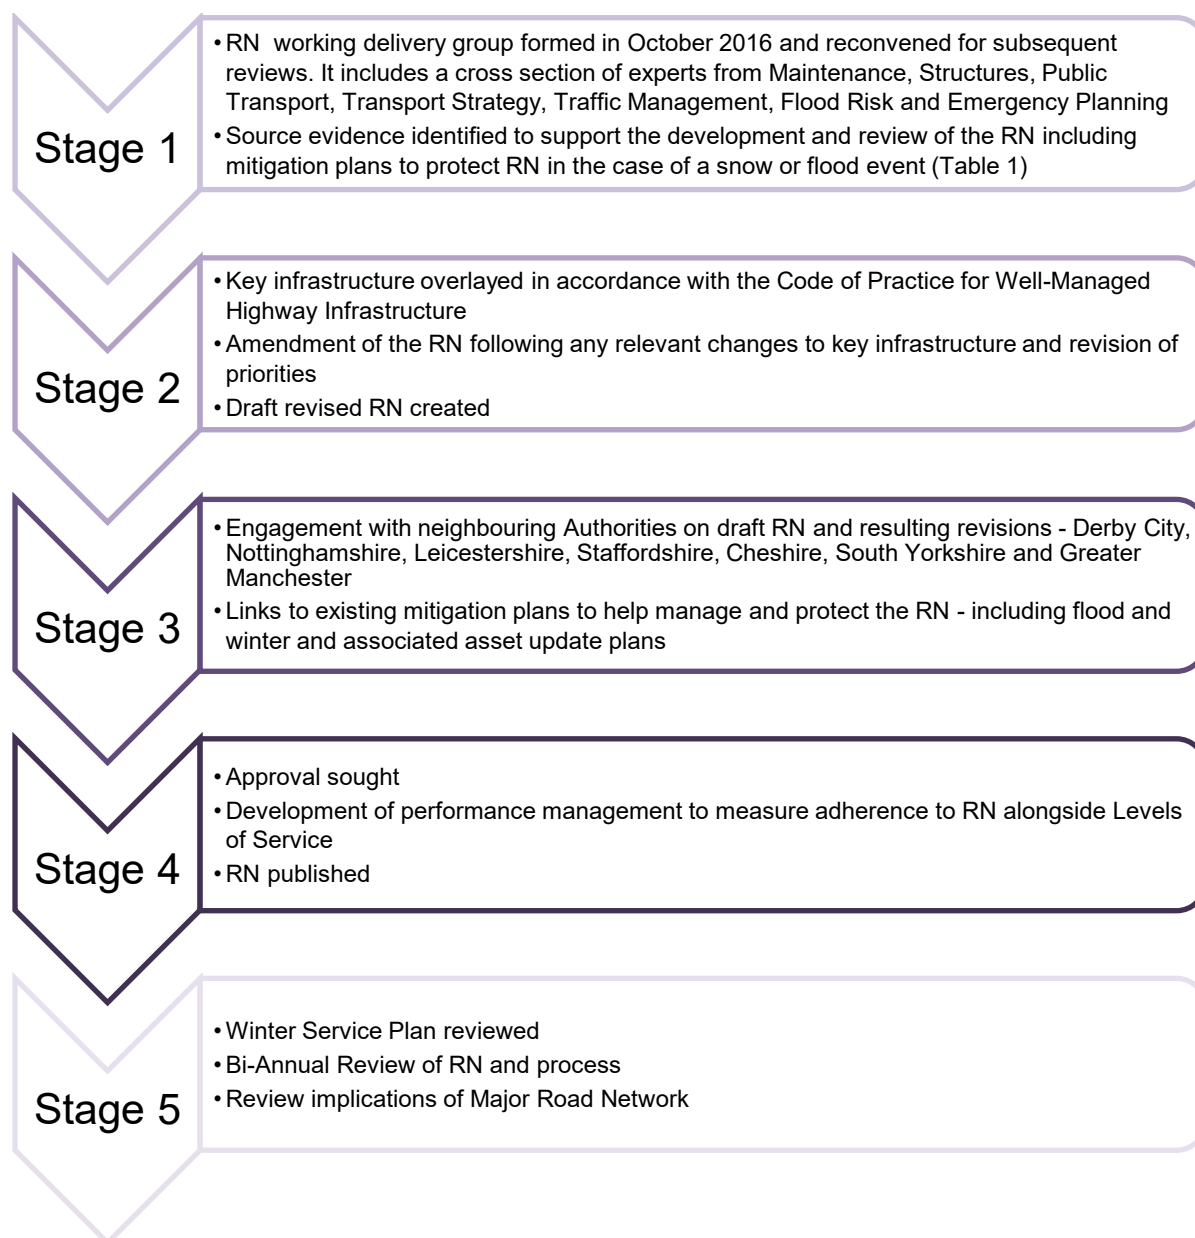 Stage 1
• RN working delivery group formed in October 2016 and reconvened for subsequent
reviews. It includes a cross section of experts from Maintenance, Structures, Public
Transport, Transport Strategy, Traffic Management, Flood Risk and Emergency Planning
• Source evidence identified to support the development and review of the RN including
mitigation plans to protect RN in the case of a snow or flood event (Table 1)
Stage 2
• Key infrastructure overlayed in accordance with the Code of Practice for Well-Managed
Highway Infrastructure
• Amendment of the RN following any relevant changes to key infrastructure and revision of
priorities
• Draft revised RN created
Stage 3
• Engagement with neighbouring Authorities on draft RN and resulting revisions - Derby City,
Nottinghamshire, Leicestershire, Staffordshire, Cheshire, South Yorkshire and Greater
Manchester
• Links to existing mitigation plans to help manage and protect the RN - including flood and
winter and associated asset update plans
Stage 4
• Approval sought
• Development of performance management to measure adherence to RN alongside Levels
of Service
• RN published
Stage 5
• Winter Service Plan reviewed
• Bi-Annual Review of RN and process
• Review implications of Major Road Network